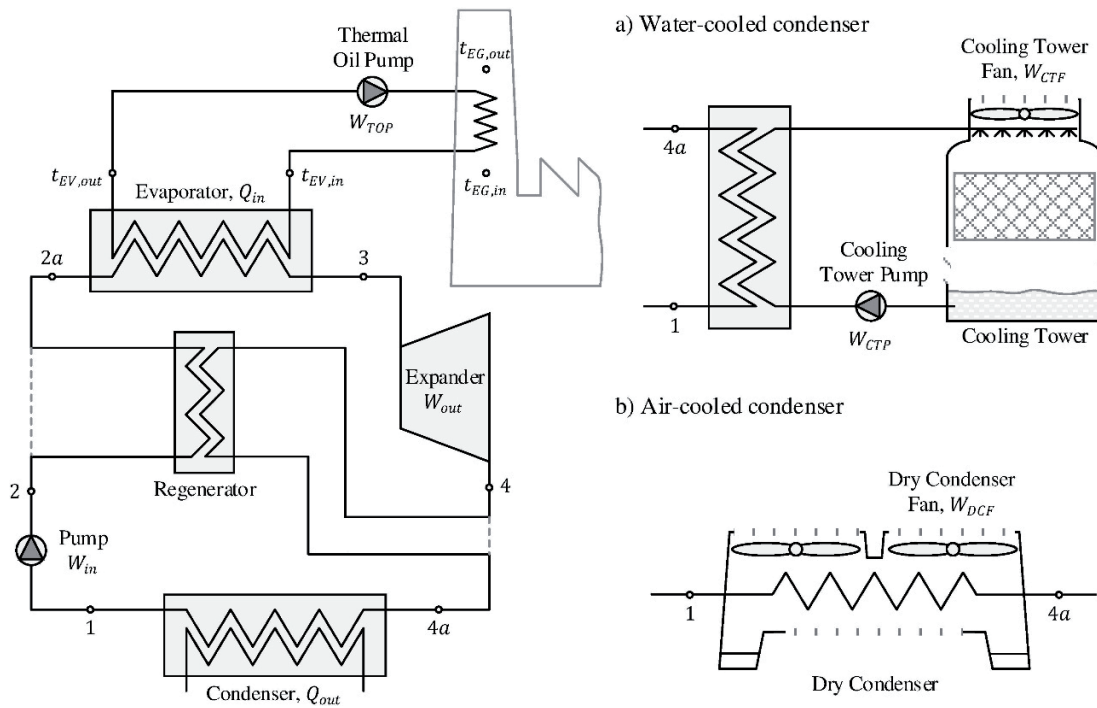 Thermal
Oil Pump
W_TOP
t_EG,out
t_EG,in
t_EV,out
t_EV,in
Evaporator, Q_in
2a
3
Expander
W_out
Regenerator
2
4
Pump
W_in
1
4a
Condenser, Q_out
a) Water-cooled condenser
Cooling Tower
Fan, W_CTF
4a
Cooling
Tower Pump
1
W_CTP
Cooling Tower
b) Air-cooled condenser
Dry Condenser
Fan, W_DCF
1
4a
Dry Condenser